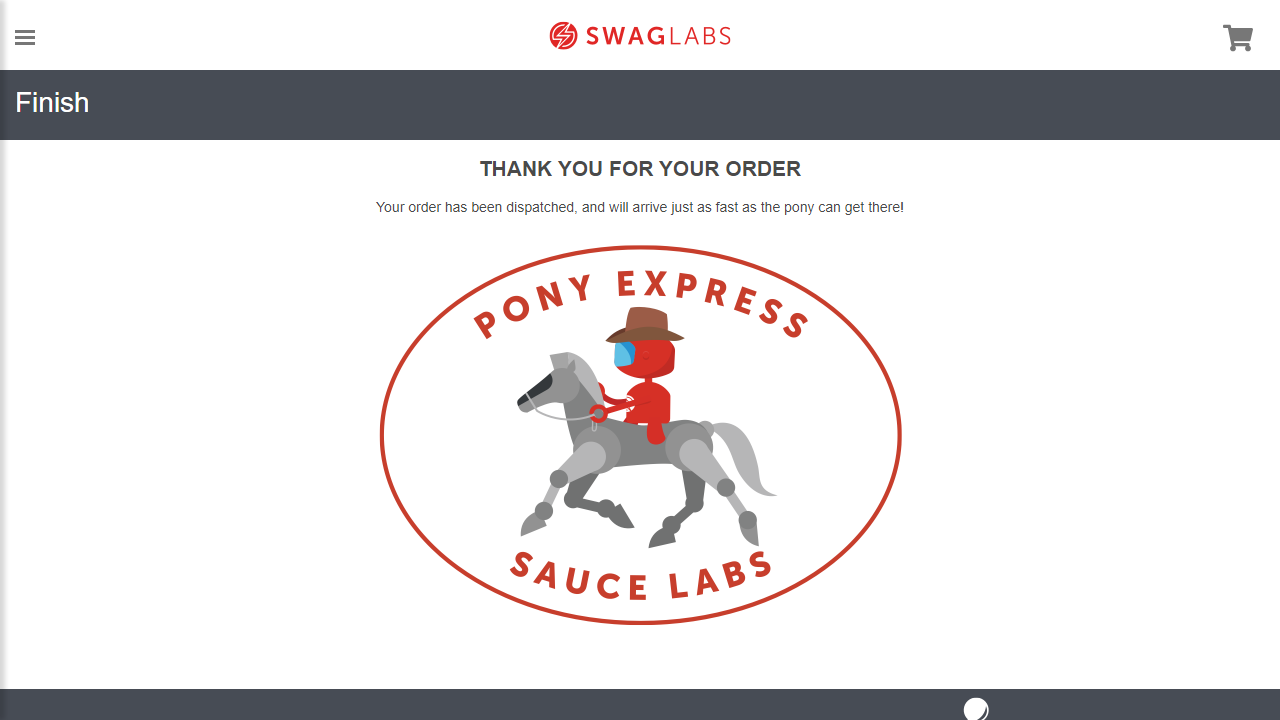 SWAGLABS
Finish
THANK YOU FOR YOUR ORDER
Your order has been dispatched, and will arrive just as fast as the pony can get there!
PONY EXPRESS
SAUCE LABS